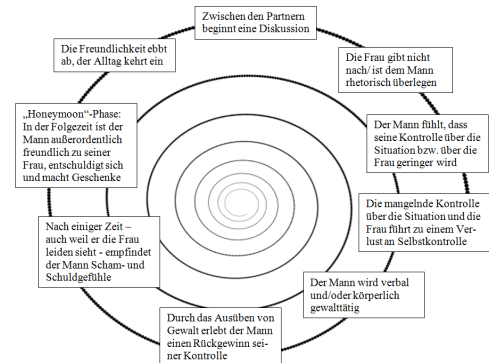 Zwischen den Partnern
beginnt eine Diskussion
Die Frau gibt nicht
nach/ ist dem Mann
rhetorisch überlegen
Der Mann fühlt, dass
seine Kontrolle über die
Situation bzw. über die
Frau geringer wird
Die mangelnde Kontrolle
über die Situation und die
Frau führt zu einem Ver-
lust an Selbstkontrolle
Der Mann wird verbal
und/oder körperlich
gewalttätig
Durch das Ausüben von
Gewalt erlebt der Mann
einen Rückgewinn sei-
ner Kontrolle
Nach einiger Zeit –
auch weil er die Frau
leiden sieht - empfindet
der Mann Scham- und
Schuldgefühle
„Honeymoon“-Phase:
In der Folgezeit ist der
Mann außerordentlich
freundlich zu seiner
Frau, entschuldigt sich
und macht Geschenke
Die Freundlichkeit ebbt
ab, der Alltag kehrt ein